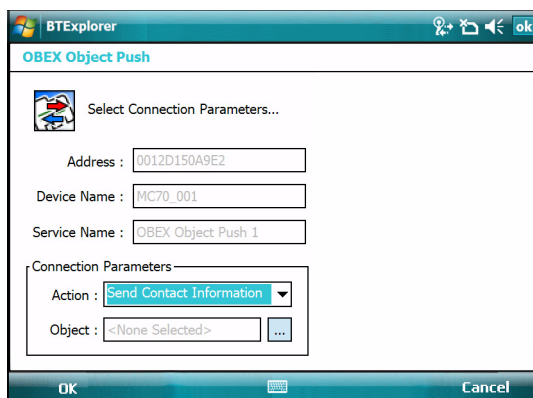 BTExplorer ok
OBEX Object Push
Select Connection Parameters...
Address : 0012D150A9E2
Device Name : MC70_001
Service Name : OBEX Object Push 1
Connection Parameters
Action : Send Contact Information
Object : <None Selected> ...
OK Cancel